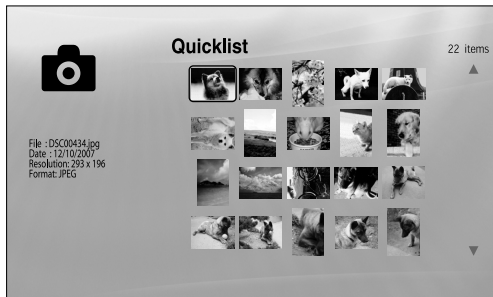 Quicklist
22 items
File : DSC00434.jpg
Date : 12/10/2007
Resolution: 293 x 196
Format: JPEG